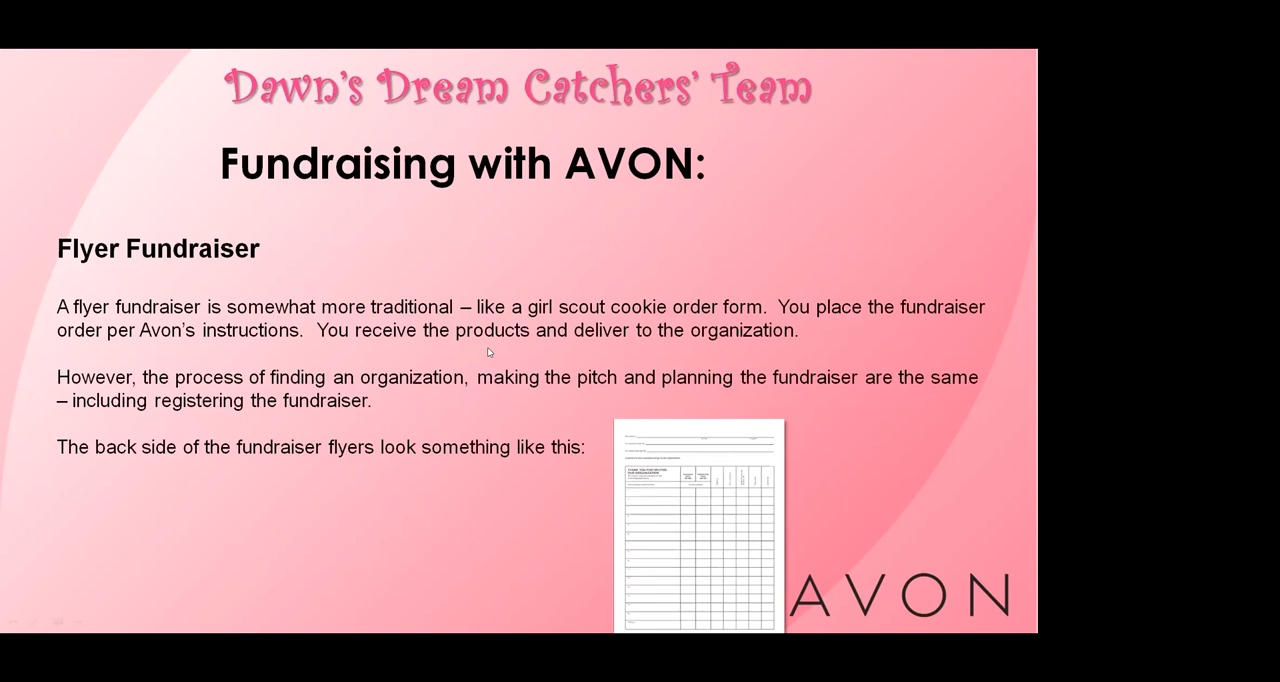 Dawn's Dream Catchers' Team
Fundraising with AVON:
Flyer Fundraiser
A flyer fundraiser is somewhat more traditional – like a girl scout cookie order form. You place the fundraiser
order per Avon's instructions. You receive the products and deliver to the organization.
However, the process of finding an organization, making the pitch and planning the fundraiser are the same
– including registering the fundraiser.
The back side of the fundraiser flyers look something like this:
AVON